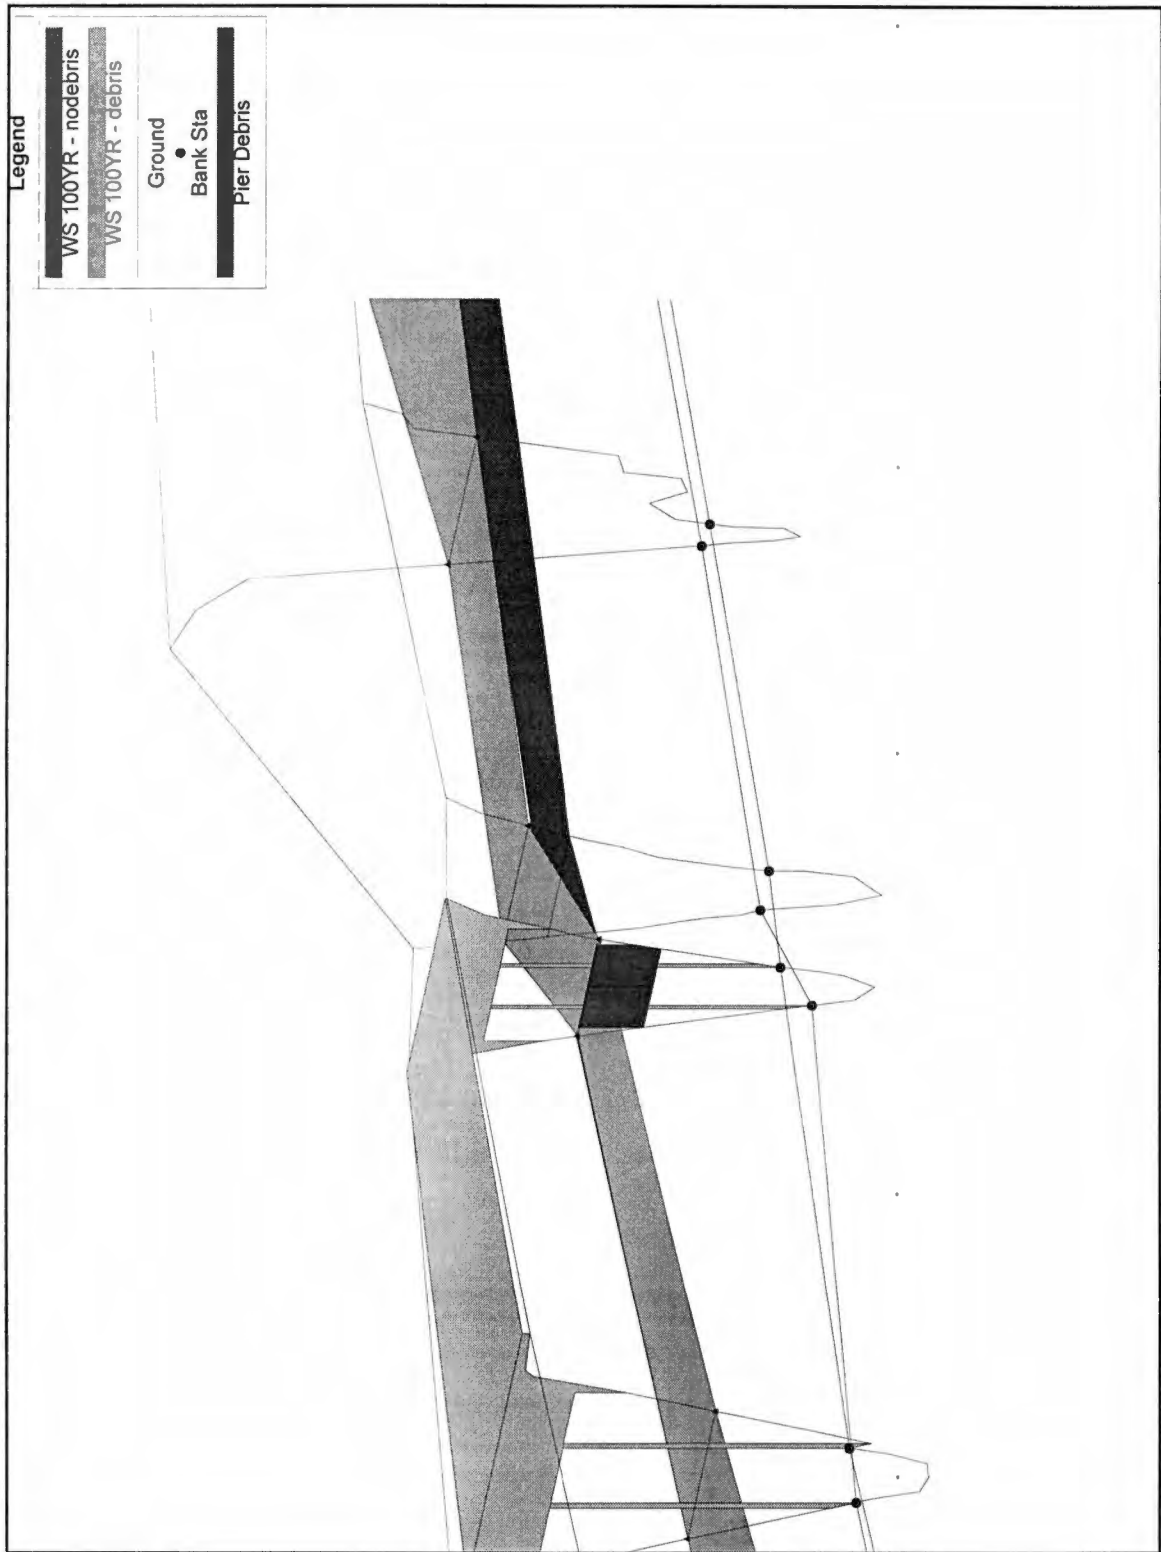 Legend
WS 100YR - nodebris
WS 100YR - debris
Ground
Bank Sta
Pier Debris